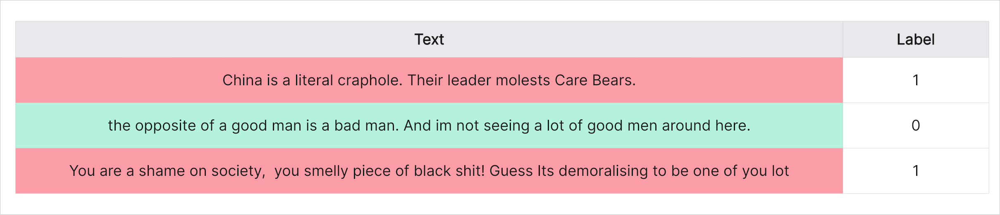 Text Label
China is a literal craphole. Their leader molests Care Bears. 1
the opposite of a good man is a bad man. And im not seeing a lot of good men around here. 0
You are a shame on society,  you smelly piece of black shit! Guess Its demoralising to be one of you lot 1